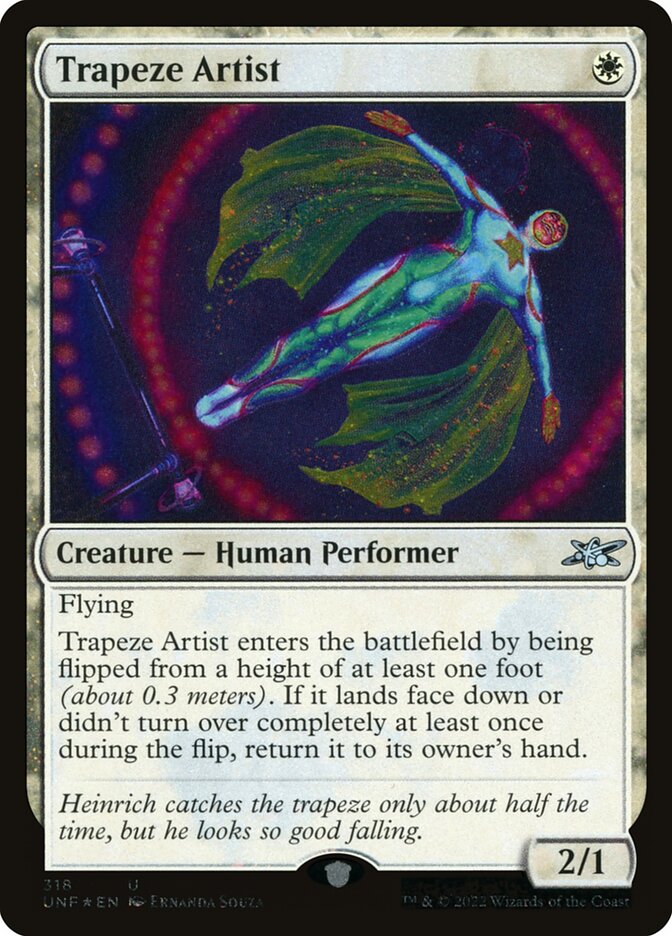 Trapeze Artist
Creature — Human Performer
Flying
Trapeze Artist enters the battlefield by being
flipped from a height of at least one foot
(about 0.3 meters). If it lands face down or
didn't turn over completely at least once
during the flip, return it to its owner's hand.
Heinrich catches the trapeze only about half the
time, but he looks so good falling.
2/1
318 U
UNF★EN Fernanda Souza
™ & © 2022 Wizards of the Coast